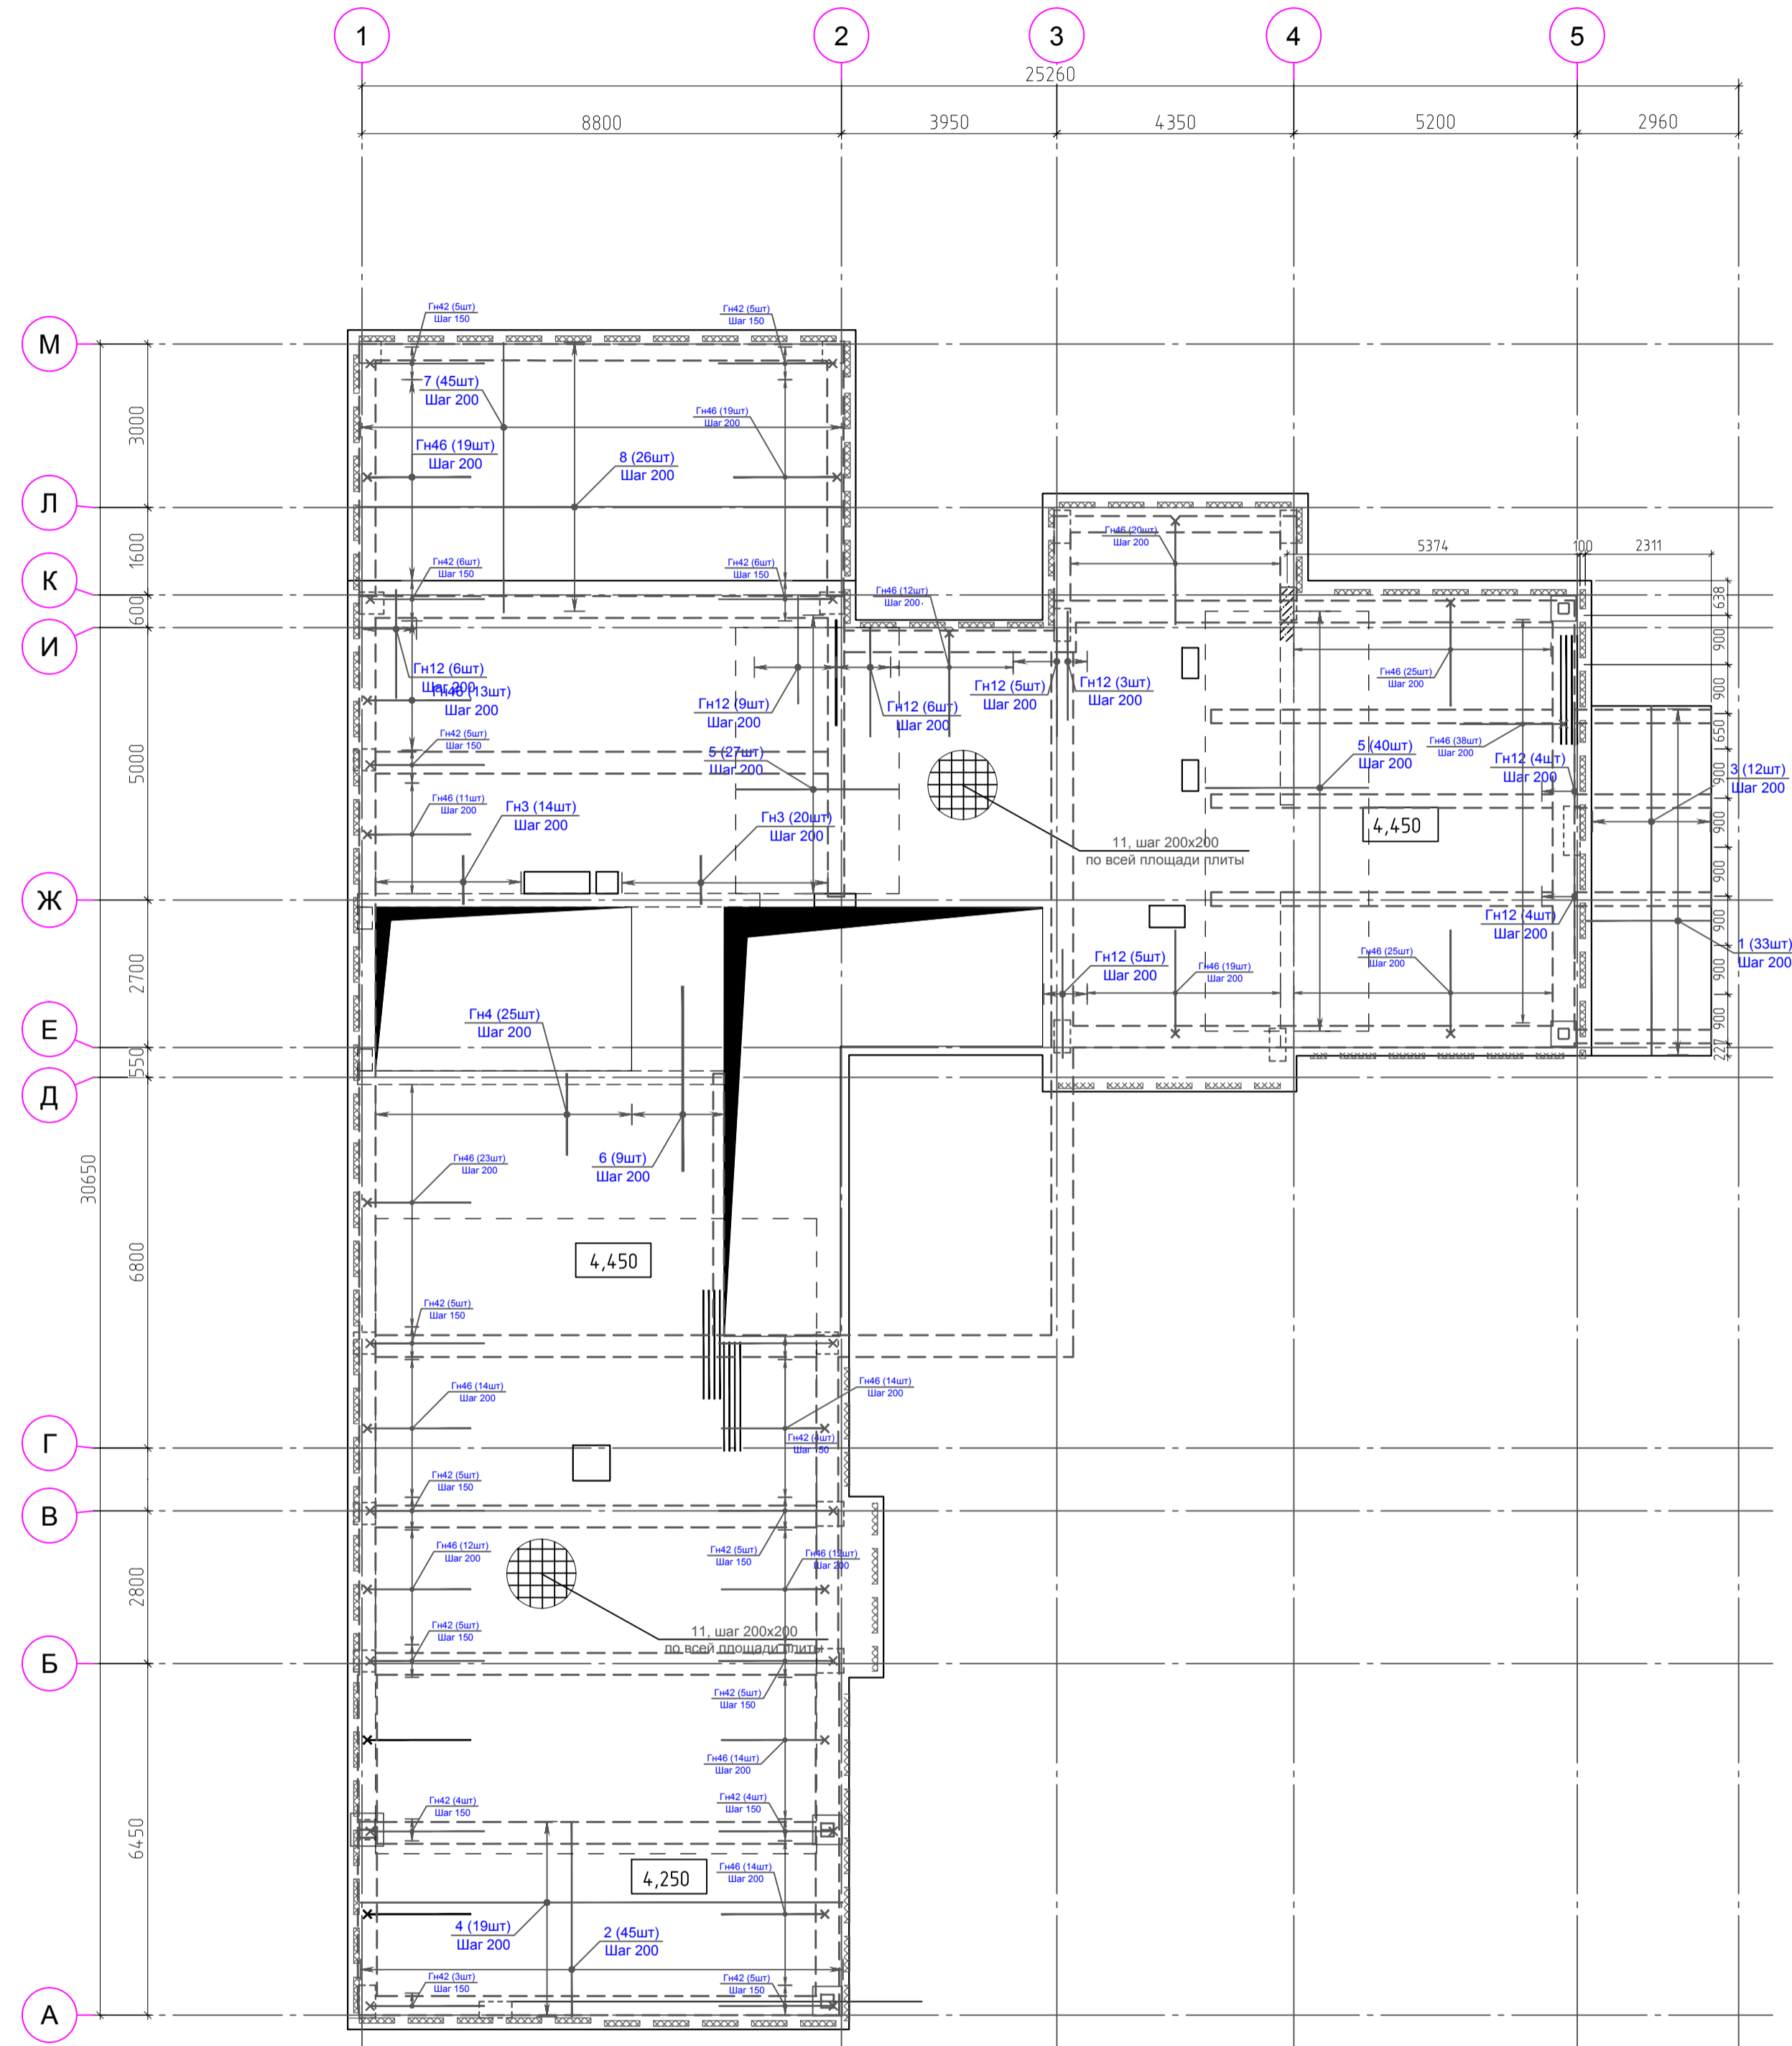 1 2 3 4 5
25260
8800 3950 4350 5200 2960
М
Л
К
И
Ж
Е
Д
Г
В
Б
А
3000
1600
600
5000
2700
550
6800
2800
6450
30650
Гн42 (5шт)
Шаг 150
Гн42 (5шт)
Шаг 150
7 (45шт)
Шаг 200
Гн46 (19шт)
Шаг 200
Гн46 (19шт)
Шаг 200
8 (26шт)
Шаг 200
Гн42 (6шт)
Шаг 150
Гн42 (6шт)
Шаг 150
Гн46 (12шт)
Шаг 200
Гн46 (20шт)
Шаг 200
5374 100 2311
638
900
900
650
900
900
900
900
900
900
227
Гн12 (6шт)
Шаг 200
Гн46 (13шт)
Шаг 200
Гн12 (9шт)
Шаг 200
Гн12 (6шт)
Шаг 200
Гн12 (5шт)
Шаг 200
Гн12 (3шт)
Шаг 200
Гн46 (25шт)
Шаг 200
Гн42 (5шт)
Шаг 150
5 (27шт)
Шаг 200
5 (40шт)
Шаг 200
Гн46 (38шт)
Шаг 200
Гн12 (4шт)
Шаг 200
3 (12шт)
Шаг 200
Гн46 (11шт)
Шаг 200
Гн3 (14шт)
Шаг 200
Гн3 (20шт)
Шаг 200
4,450
11, шаг 200х200
по всей площади плиты
Гн12 (4шт)
Шаг 200
1 (33шт)
Шаг 200
Гн12 (5шт)
Шаг 200
Гн46 (19шт)
Шаг 200
Гн46 (25шт)
Шаг 200
Гн4 (25шт)
Шаг 200
6 (9шт)
Шаг 200
Гн46 (23шт)
Шаг 200
4,450
Гн42 (5шт)
Шаг 150
Гн46 (14шт)
Шаг 200
Гн46 (14шт)
Шаг 200
Гн42 (4шт)
Шаг 150
Гн42 (5шт)
Шаг 150
Гн46 (12шт)
Шаг 200
Гн42 (5шт)
Шаг 150
Гн46 (12шт)
Шаг 200
Гн42 (5шт)
Шаг 150
11, шаг 200х200
по всей площади плиты
Гн42 (5шт)
Шаг 150
Гн46 (14шт)
Шаг 200
Гн42 (4шт)
Шаг 150
Гн42 (4шт)
Шаг 150
4,250
Гн46 (14шт)
Шаг 200
4 (19шт)
Шаг 200
2 (45шт)
Шаг 200
Гн42 (3шт)
Шаг 150
Гн42 (5шт)
Шаг 150